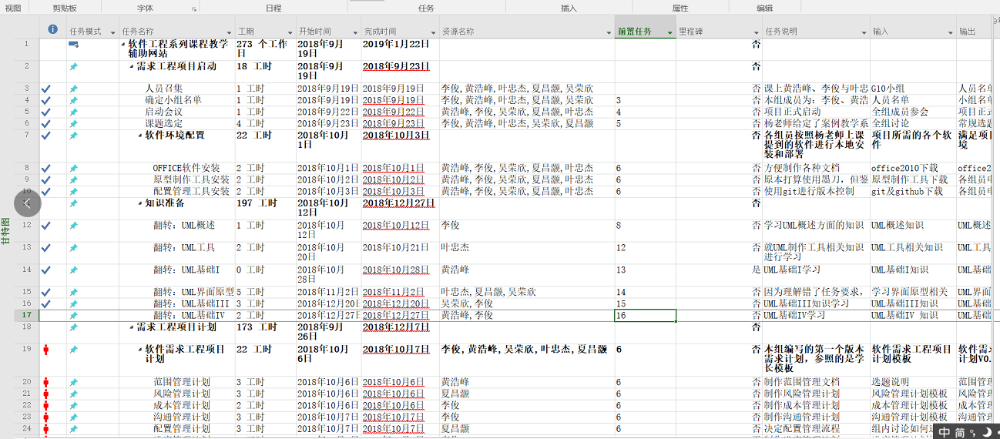 视图 剪贴板 字体 日程 任务 插入 属性 编辑
任务模式 任务名称 工期 开始时间 完成时间 资源名称 前置任务 里程碑 任务说明 输入 输出
1 软件工程系列课程教学辅助网站 273 个工作日 2018年9月19日 2019年1月22日 否
2 需求工程项目启动 18 工时 2018年9月19日 2018年9月23日 否
3 人员召集 1 工时 2018年9月19日 2018年9月19日 李俊,黄浩峰,叶忠杰,夏昌灏,吴荣欣 否 课上黄浩峰、李俊与叶忠 G10小组 人员名单
4 确定小组名单 1 工时 2018年9月19日 2018年9月19日 李俊,黄浩峰,叶忠杰,夏昌灏,吴荣欣 3 否 本组成员为：李俊、黄浩 人员名单 小组名单
5 启动会议 1 工时 2018年9月22日 2018年9月22日 黄浩峰,李俊,吴荣欣,夏昌灏,叶忠杰 4 否 项目正式启动 全组成员参会 项目正式
6 课题选定 4 工时 2018年9月23日 2018年9月23日 李俊,黄浩峰,叶忠杰,吴荣欣,夏昌灏 5 否 杨老师给定了案例教学系 全组讨论 常规选题
7 软件环境配置 22 工时 2018年10月1日 2018年10月3日 否 各组员按照杨老师上课提到的软件进行本地安装和部署 项目所需的各个软件 满足项目 境
8 OFFICE软件安装 2 工时 2018年10月1日 2018年10月1日 黄浩峰,李俊,吴荣欣,夏昌灏,叶忠杰 6 否 方便制作各种文档 office2010下载 office2
9 原型制作工具安装 2 工时 2018年10月2日 2018年10月2日 黄浩峰,李俊,吴荣欣,夏昌灏,叶忠杰 6 否 原本打算使用墨刀，但鉴 原型制作工具下载 各组员电
10 配置管理工具安装 2 工时 2018年10月3日 2018年10月3日 黄浩峰,李俊,吴荣欣,夏昌灏,叶忠杰 6 否 使用git进行版本控制 git及github下载 各组员电
知识准备 197 工时 2018年10月12日 2018年12月27日 否
12 翻转：UML概述 1 工时 2018年10月12日 2018年10月12日 李俊 8 否 学习UML概述方面的知识 UML概述知识 UML概述
13 翻转：UML工具 2 工时 2018年10月20日 2018年10月21日 叶忠杰 12 否 就UML制作工具相关知识进行学习 UML工具相关知识 UML工具
14 翻转：UML基础I 0 工时 2018年10月28日 2018年10月28日 黄浩峰 13 是 UML基础I学习 UML基础I知识 UML基础
15 翻转：UML界面原型 5 工时 2018年11月2日 2018年11月2日 叶忠杰,夏昌灏,吴荣欣 14 否 因为理解错了任务要求， 学习界面原型相关 UML界面
16 翻转：UML基础III 3 工时 2018年12月20日 2018年12月20日 吴荣欣,李俊 15 否 UML基础III知识学习 UML基础III知识 UML基础
17 翻转：UML基础IV 2 工时 2018年12月27日 2018年12月27日 黄浩峰,李俊 16 否 UML基础IV学习 UML基础IV 知识 UML基础
18 需求工程项目计划 173 工时 2018年9月26日 2018年12月7日 否
19 软件需求工程项目计划 22 工时 2018年10月6日 2018年10月7日 李俊,黄浩峰,吴荣欣,叶忠杰,夏昌灏 6 否 本组编写的第一个版本需求计划，参照的是学长模板 软件需求工程项目计划模板 软件需 计划V0.
20 范围管理计划 3 工时 2018年10月6日 2018年10月6日 黄浩峰 6 否 制作范围管理文档 选题说明 范围管理
21 风险管理计划 3 工时 2018年10月6日 2018年10月6日 夏昌灏 6 否 制作风险管理计划 风险管理计划模板 风险管理
22 成本管理计划 2 工时 2018年10月6日 2018年10月6日 李俊 6 否 制作成本管理计划 成本管理计划模板 成本管理
23 沟通管理计划 3 工时 2018年10月7日 2018年10月7日 李俊 6 否 制作沟通管理计划 沟通管理计划模板 沟通管理
24 配置管理计划 3 工时 2018年10月7日 2018年10月7日 夏昌灏 6 否 决定配置管理流程 组内讨论如何
甘特图
中 简